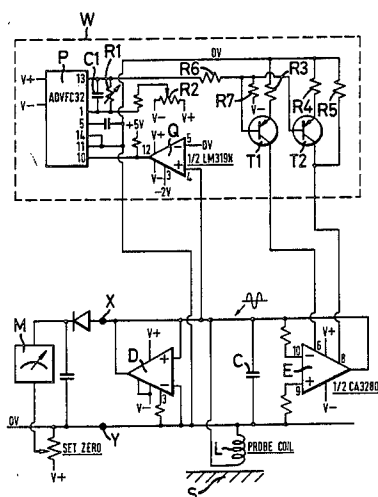 W
P C1 R1 0V
R6 R3
V+ 13 R2 R7 R4 R5
ADVFC32
V- 1 V- V+ V-
5 +5V V+ Q 5 0V T1 T2
14
11
10 12 4 1/2 LM319N
V- 3
-2V
X
M D V+ C 10 6 V+ 8
E
V- 3 9 1/2 CA3280
V-
0V Y
SET ZERO L PROBE COIL
V+ S